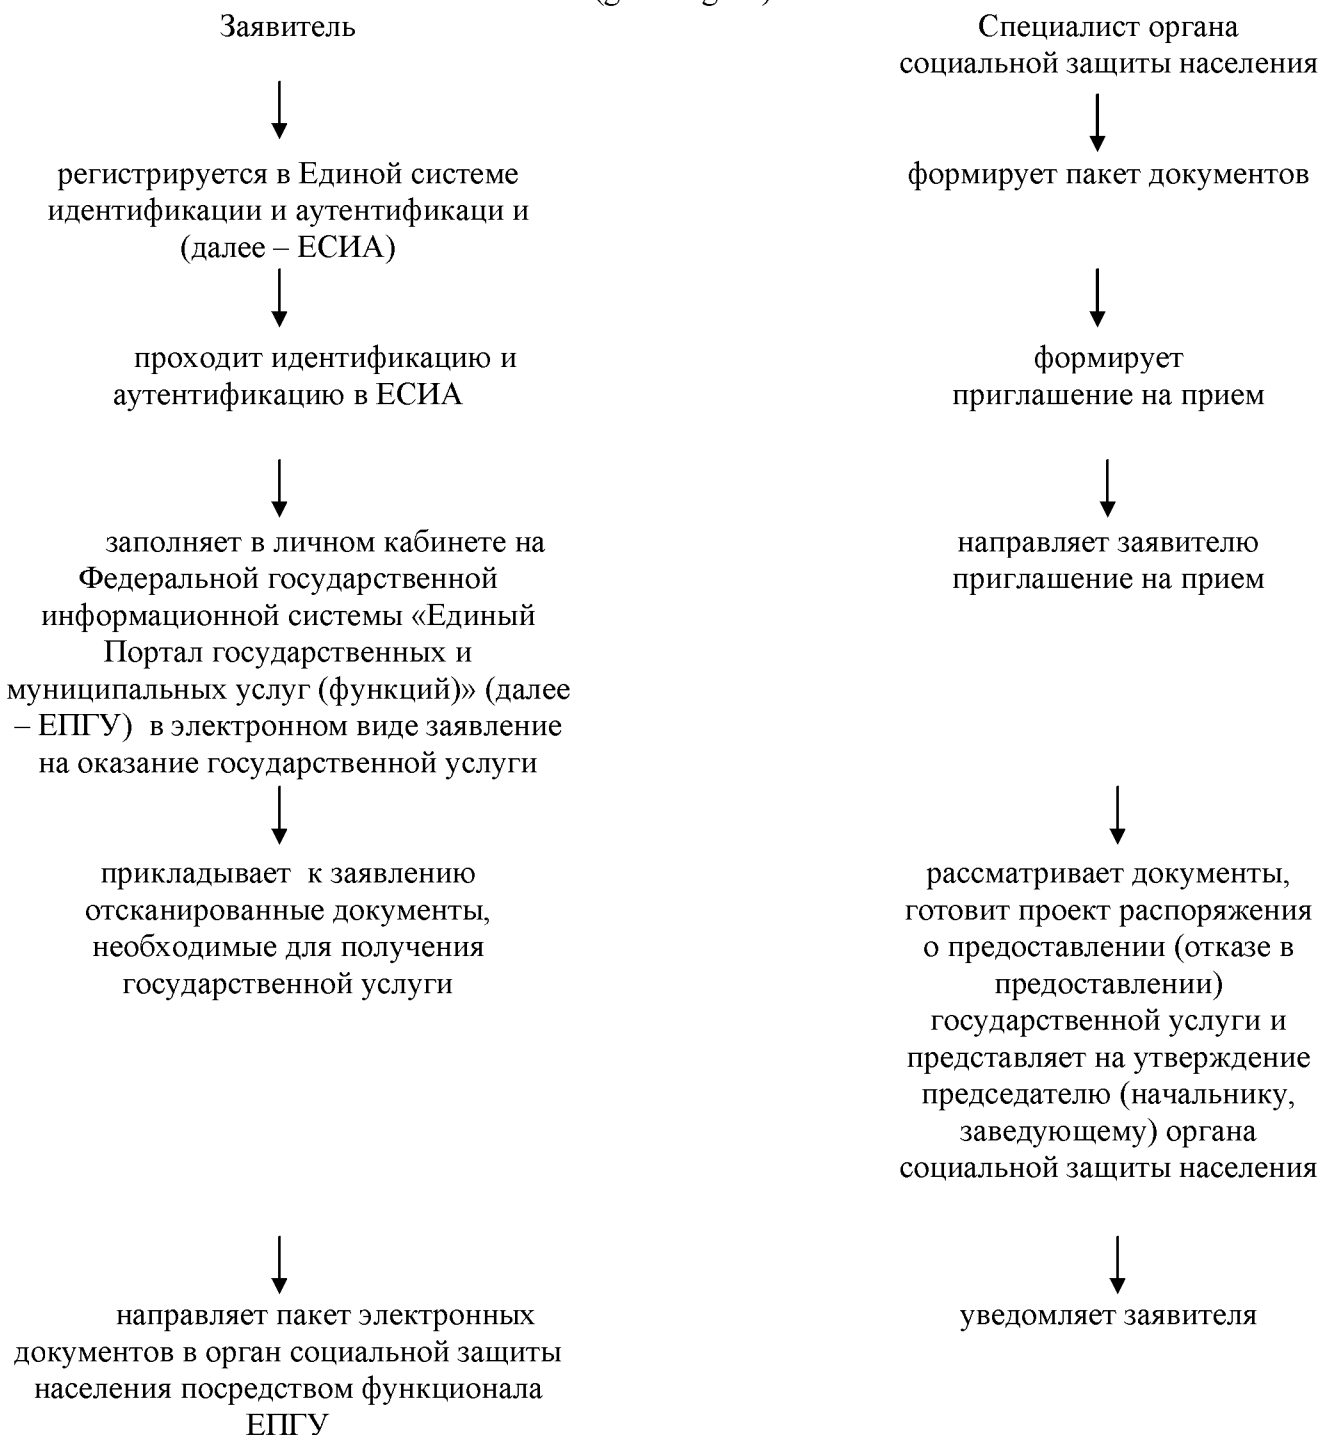 Заявитель
регистрируется в Единой системе
идентификации и аутентификаци и
(далее – ЕСИА)
проходит идентификацию и
аутентификацию в ЕСИА
заполняет в личном кабинете на
Федеральной государственной
информационной системы «Единый
Портал государственных и
муниципальных услуг (функций)» (далее
– ЕПГУ) в электронном виде заявление
на оказание государственной услуги
прикладывает к заявлению
отсканированные документы,
необходимые для получения
государственной услуги
направляет пакет электронных
документов в орган социальной защиты
населения посредством функционала
ЕПГУ
Специалист органа
социальной защиты населения
формирует пакет документов
формирует
приглашение на прием
направляет заявителю
приглашение на прием
рассматривает документы,
готовит проект распоряжения
о предоставлении (отказе в
предоставлении)
государственной услуги и
представляет на утверждение
председателю (начальнику,
заведующему) органа
социальной защиты населения
уведомляет заявителя